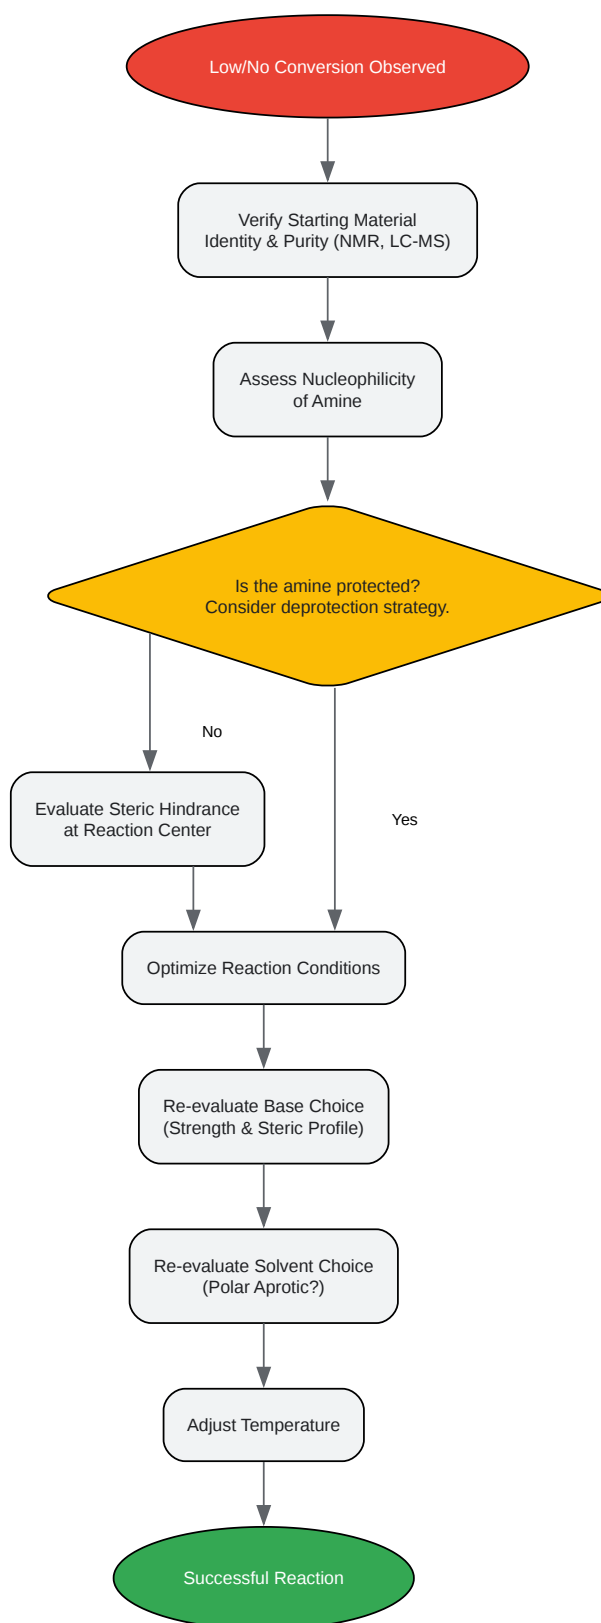 Low/No Conversion Observed
Verify Starting Material
Identity & Purity (NMR, LC-MS)
Assess Nucleophilicity
of Amine
Is the amine protected?
Consider deprotection strategy.
No
Evaluate Steric Hindrance
at Reaction Center
Yes
Optimize Reaction Conditions
Re-evaluate Base Choice
(Strength & Steric Profile)
Re-evaluate Solvent Choice
(Polar Aprotic?)
Adjust Temperature
Successful Reaction